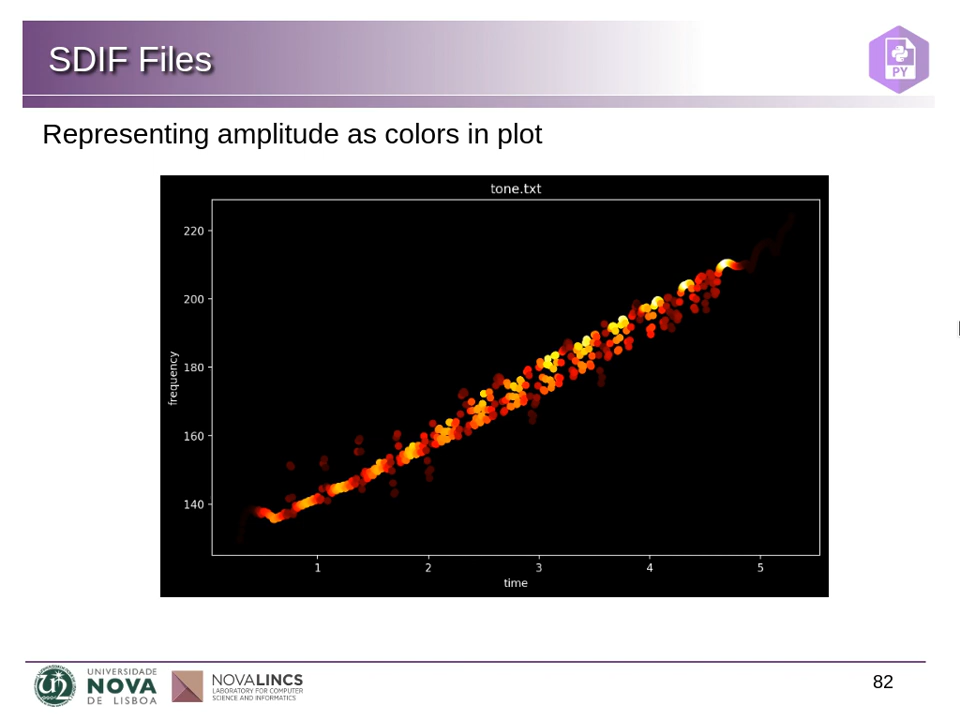 SDIF Files
PY
Representing amplitude as colors in plot
tone.txt
220
200
180
160
140
frequency
1 2 3 4 5
time
UNIVERSIDADE
NOVA
DE LISBOA
NOVALINCS
LABORATORY FOR COMPUTER
SCIENCE AND INFORMATICS
82